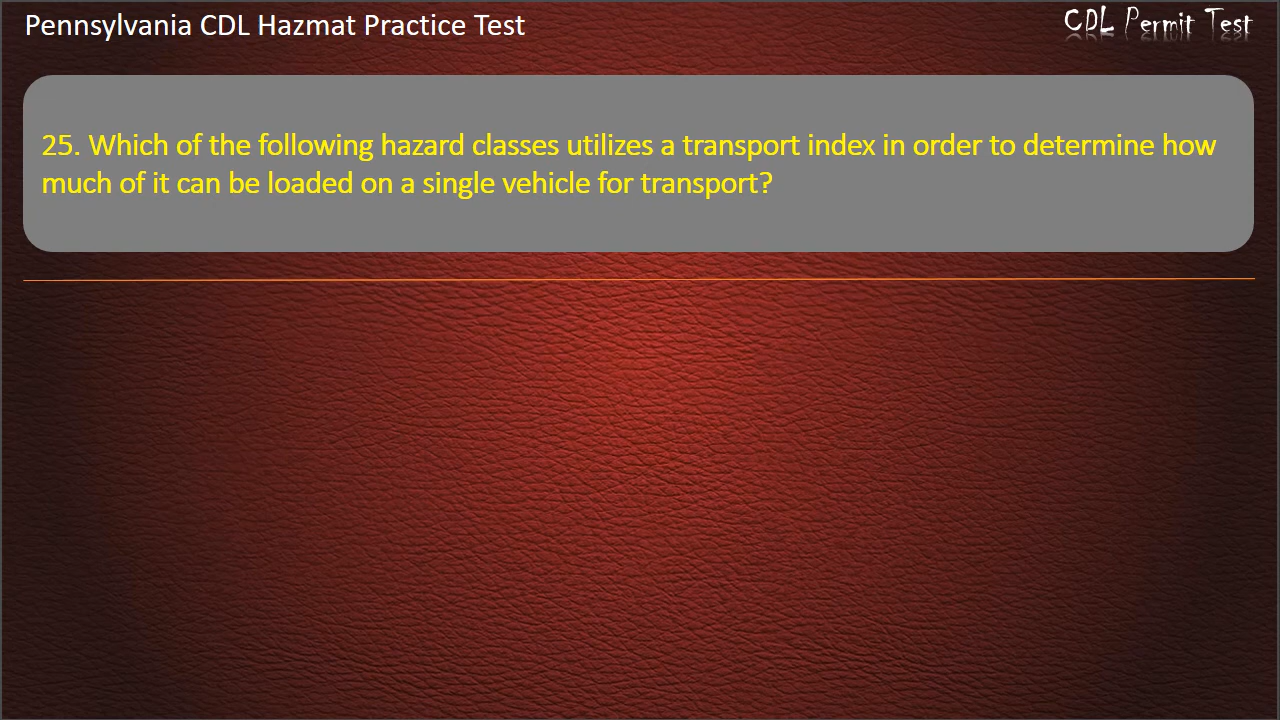 Pennsylvania CDL Hazmat Practice Test
CDL Permit Test
25. Which of the following hazard classes utilizes a transport index in order to determine how
much of it can be loaded on a single vehicle for transport?